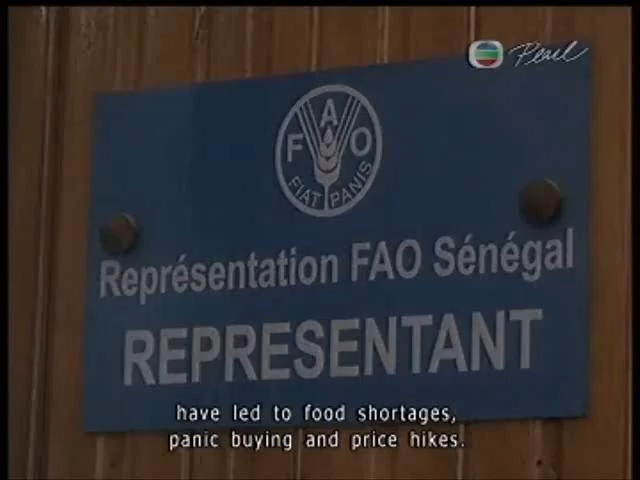 Pearl
F A O
FIAT PANIS
Représentation FAO Sénégal
REPRESENTANT
have led to food shortages,
panic buying and price hikes.